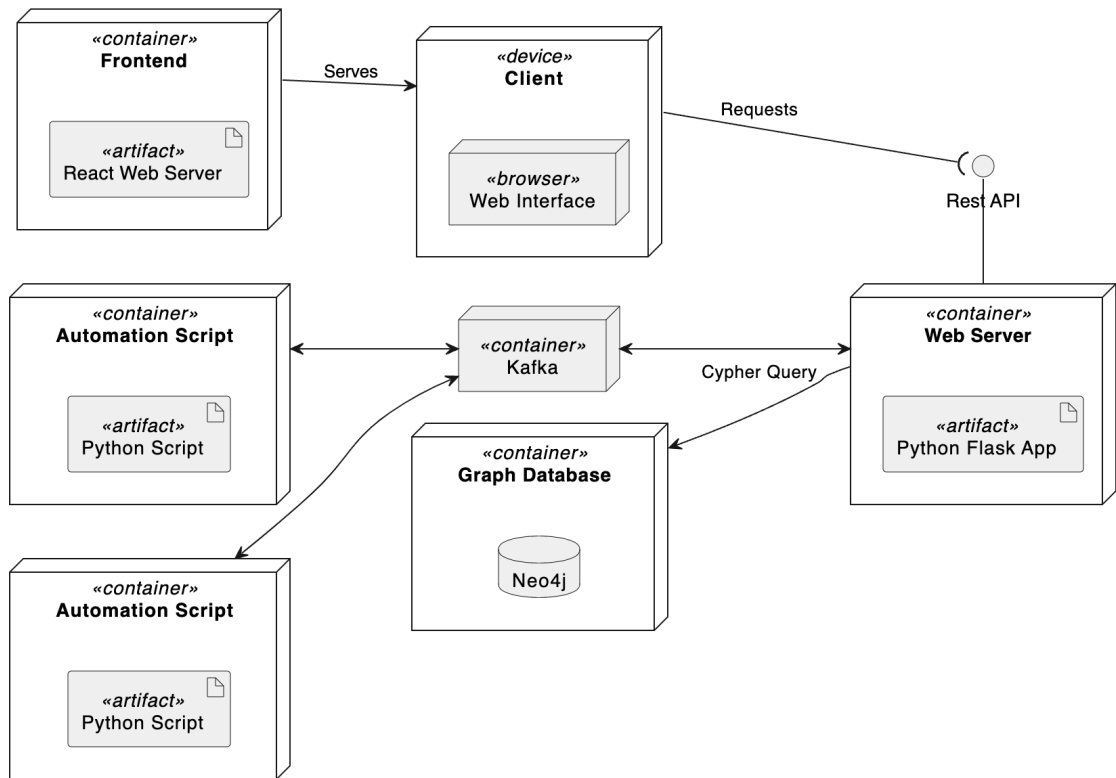 «container»
Frontend
«artifact»
React Web Server
Serves
«device»
Client
«browser»
Web Interface
Requests
Rest API
«container»
Automation Script
«artifact»
Python Script
«container»
Kafka
«container»
Web Server
«artifact»
Python Flask App
Cypher Query
«container»
Graph Database
Neo4j
«container»
Automation Script
«artifact»
Python Script